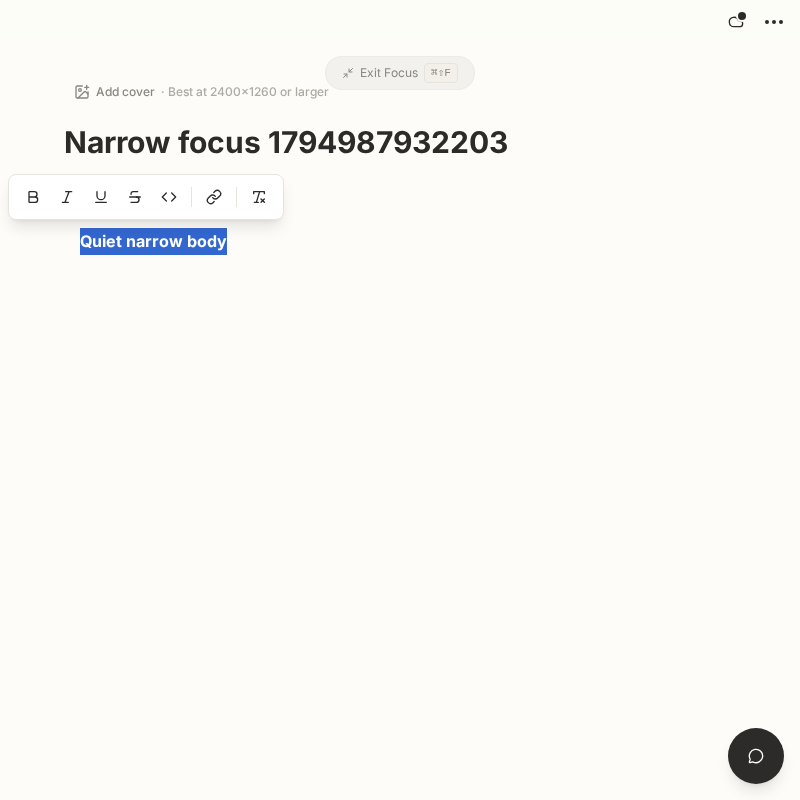 Exit Focus ⌘⇧F
Add cover · Best at 2400×1260 or larger
Narrow focus 1794987932203
Quiet narrow body